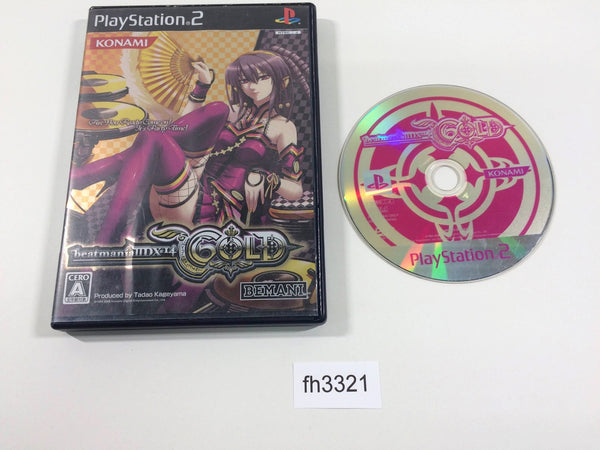 PlayStation 2
KONAMI
beatmania IIDX 14
GOLD
CERO
A
Produced by Tadao Kageyama
BEMANI
beatmania IIDX 14 GOLD
KONAMI
PlayStation 2
fh3321